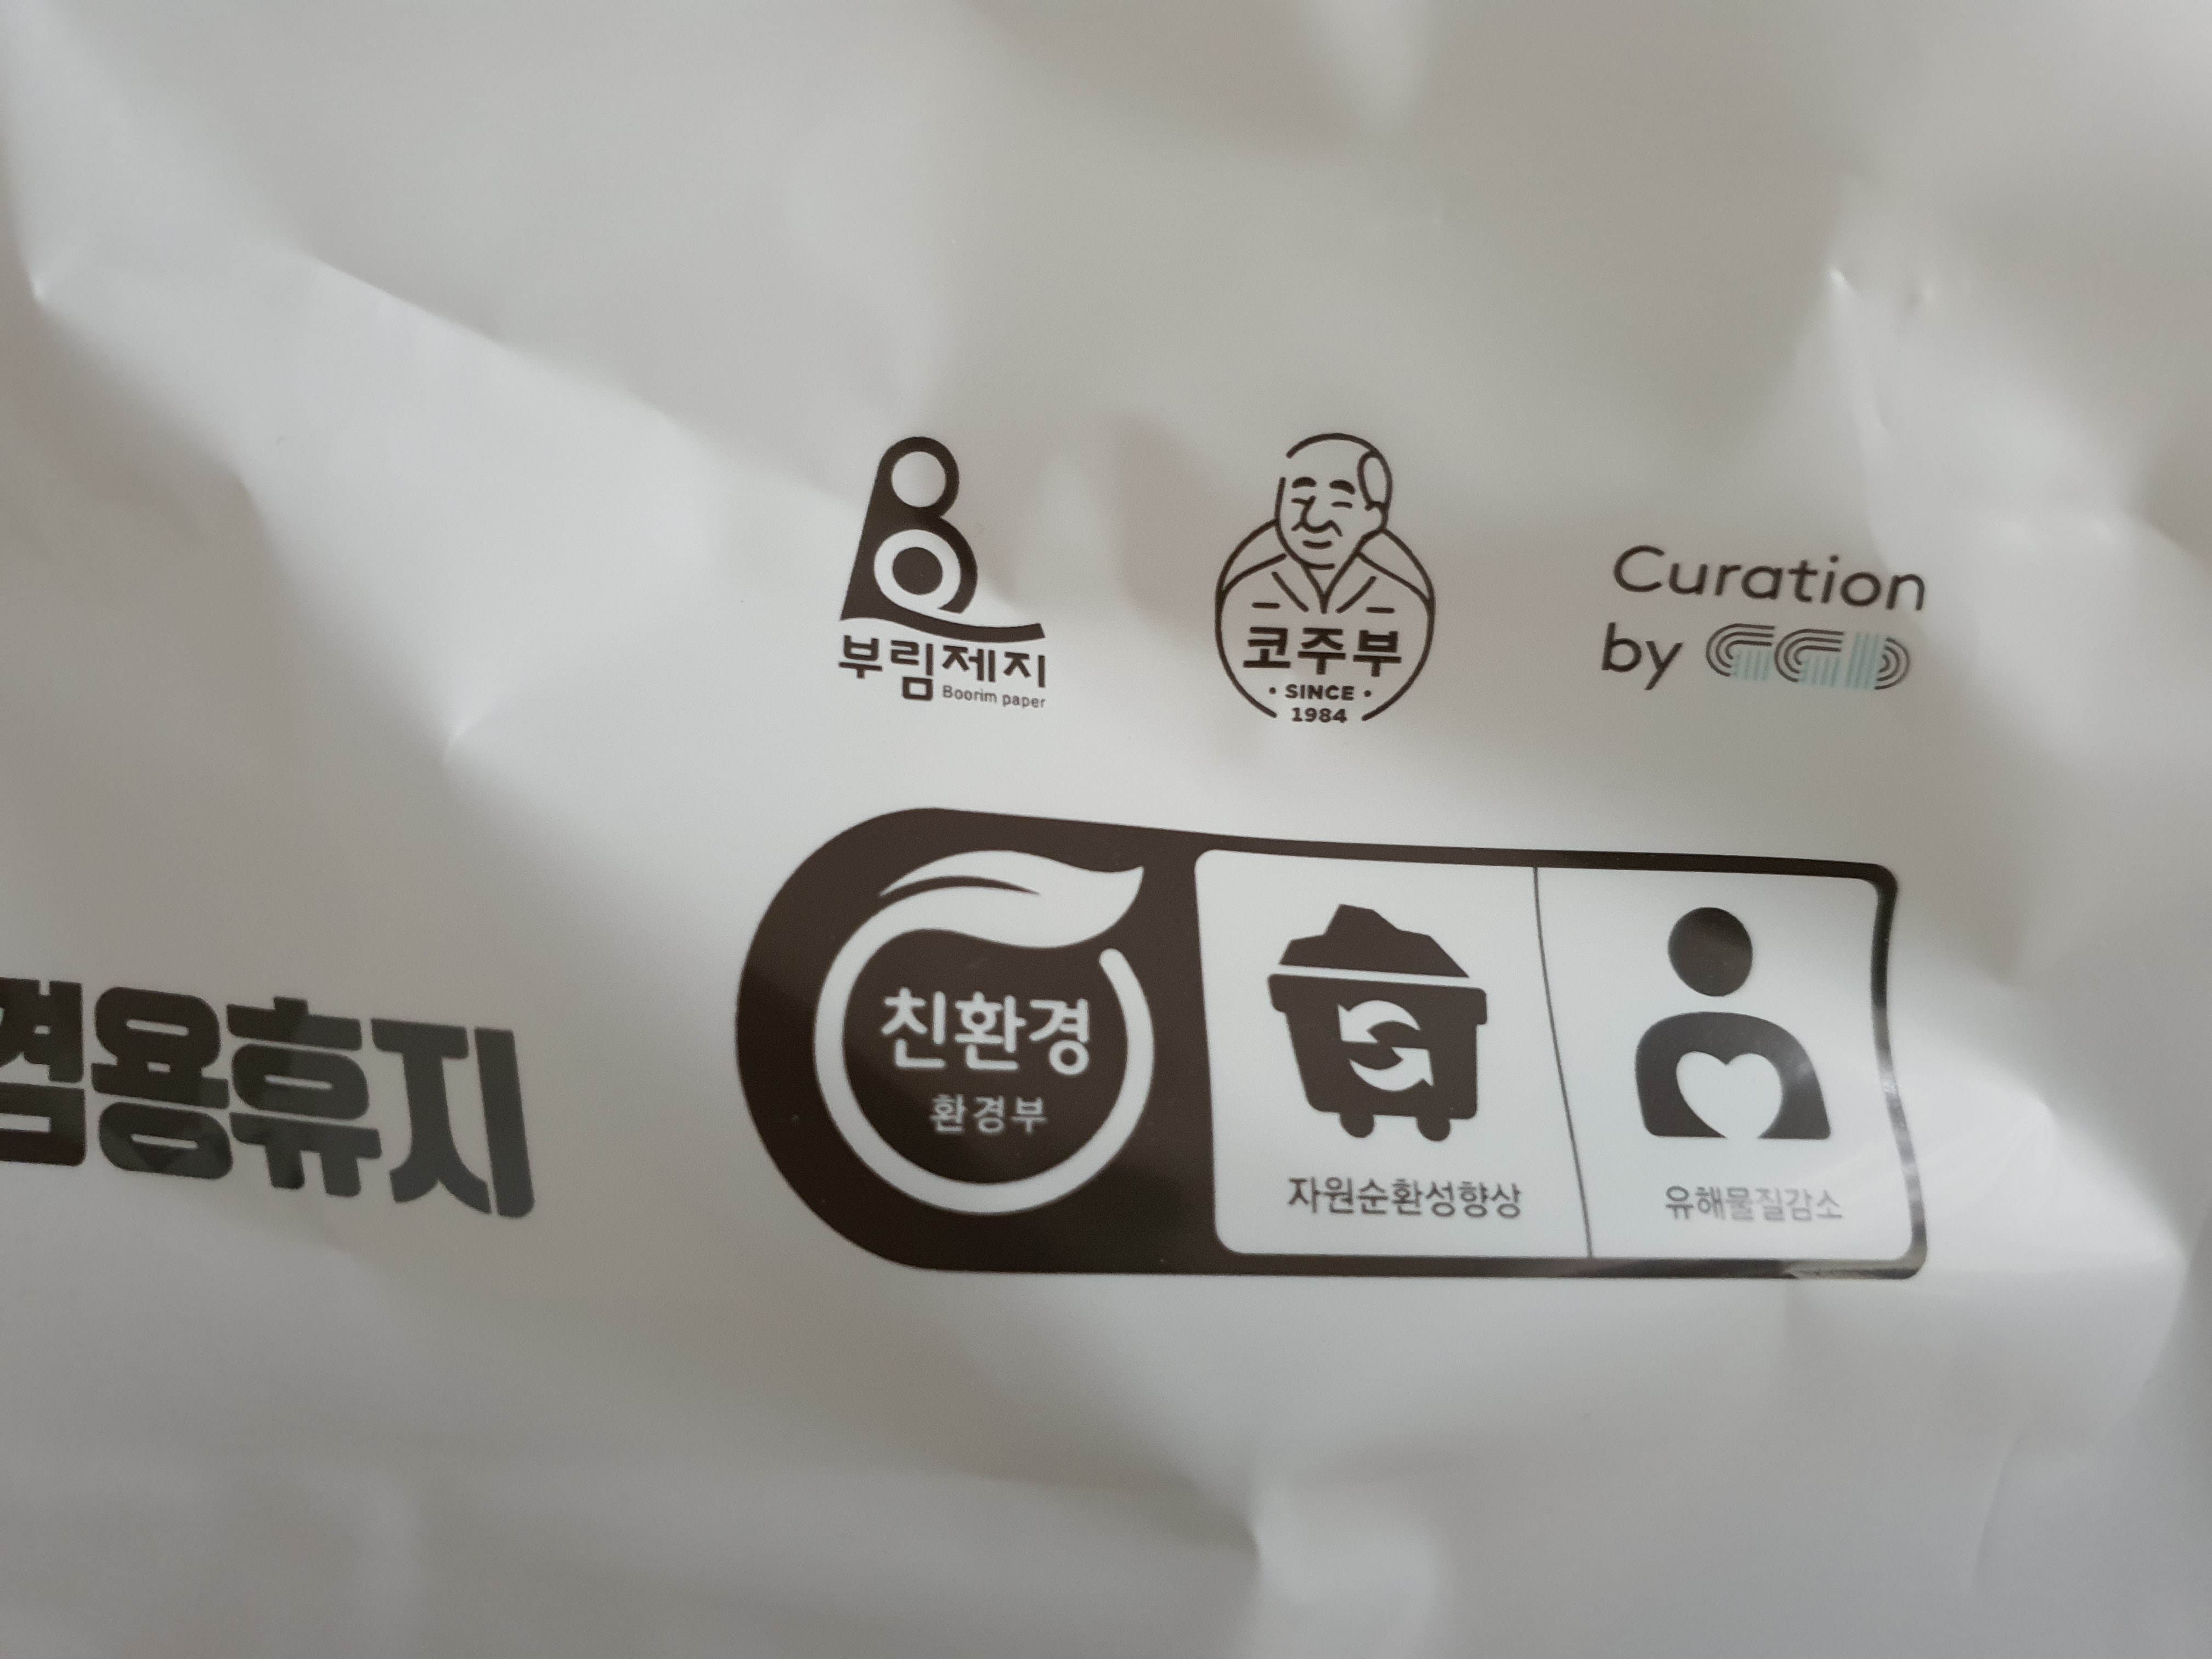 부림제지
Boorim paper
코주부
SINCE
1984
Curation
by
겸용휴지
친환경
환경부
자원순환성향상
유해물질감소